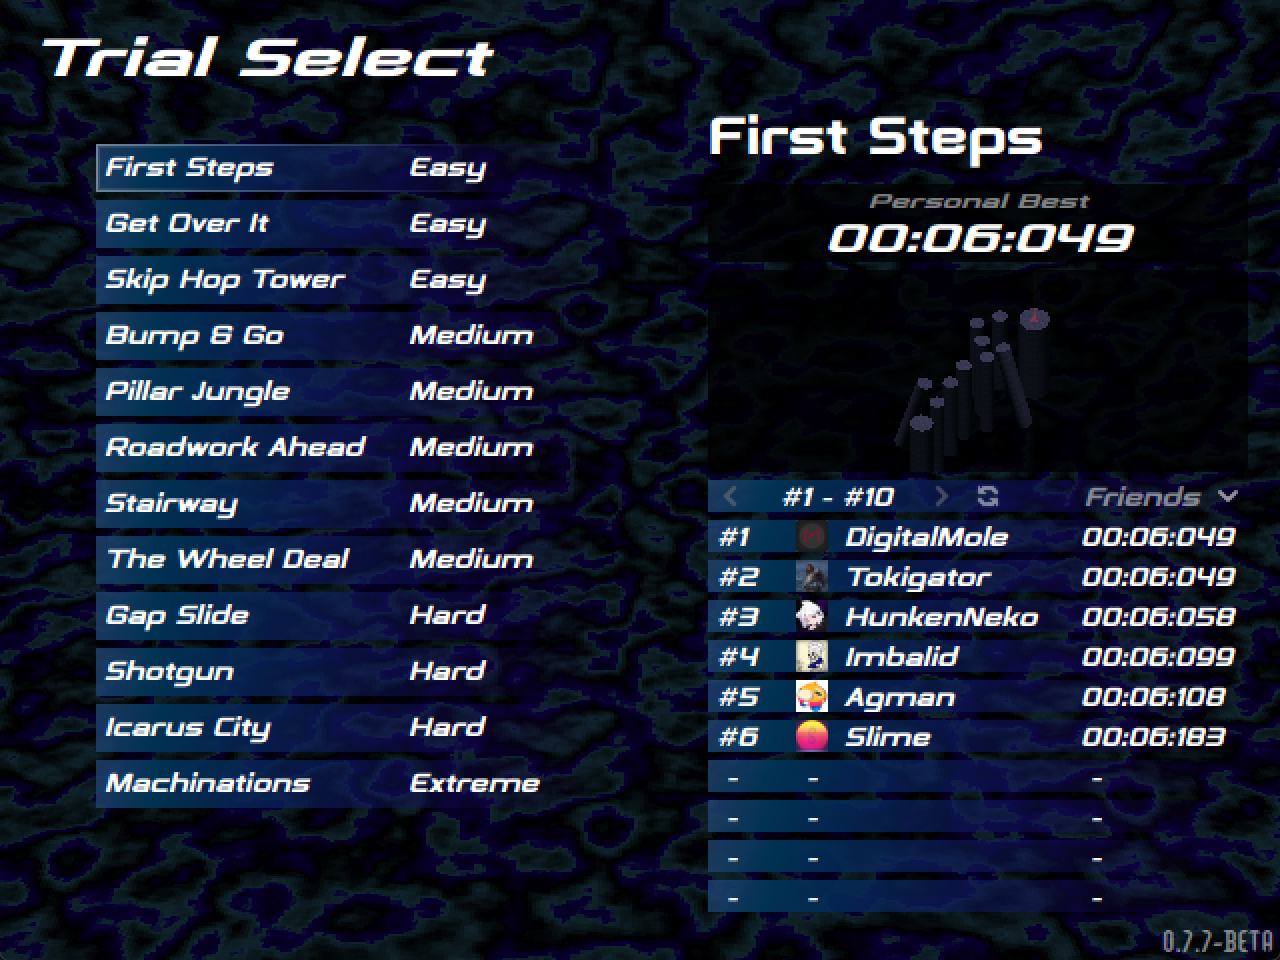 Trial Select
First Steps Easy
Get Over It Easy
Skip Hop Tower Easy
Bump & Go Medium
Pillar Jungle Medium
Roadwork Ahead Medium
Stairway Medium
The Wheel Deal Medium
Gap Slide Hard
Shotgun Hard
Icarus City Hard
Machinations Extreme
First Steps
Personal Best
00:06:049
#1 - #10 Friends
#1 DigitalMole 00:06:049
#2 Tokigator 00:06:049
#3 HunkenNeko 00:06:058
#4 Imbalid 00:06:099
#5 Agman 00:06:108
#6 Slime 00:06:183
- - -
- - -
- - -
- - -
0.7.7-BETA